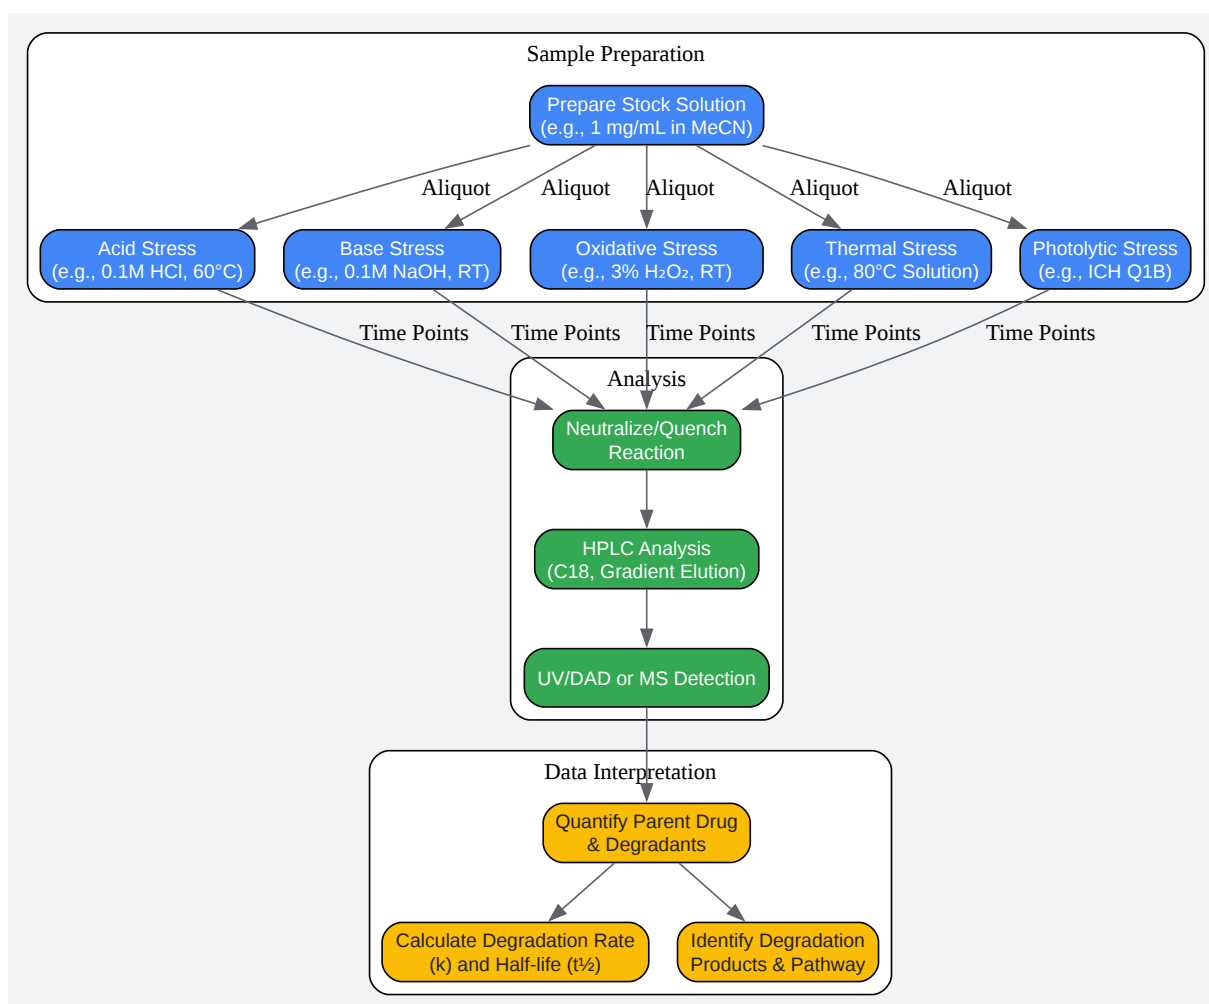 Sample Preparation
Prepare Stock Solution
(e.g., 1 mg/mL in MeCN)
Aliquot
Aliquot
Aliquot
Aliquot
Aliquot
Acid Stress
(e.g., 0.1M HCl, 60°C)
Base Stress
(e.g., 0.1M NaOH, RT)
Oxidative Stress
(e.g., 3% H₂O₂, RT)
Thermal Stress
(e.g., 80°C Solution)
Photolytic Stress
(e.g., ICH Q1B)
Time Points
Time Points
Time Points
Time Points
Time Points
Analysis
Neutralize/Quench
Reaction
HPLC Analysis
(C18, Gradient Elution)
UV/DAD or MS Detection
Data Interpretation
Quantify Parent Drug
& Degradants
Calculate Degradation Rate
(k) and Half-life (t½)
Identify Degradation
Products & Pathway